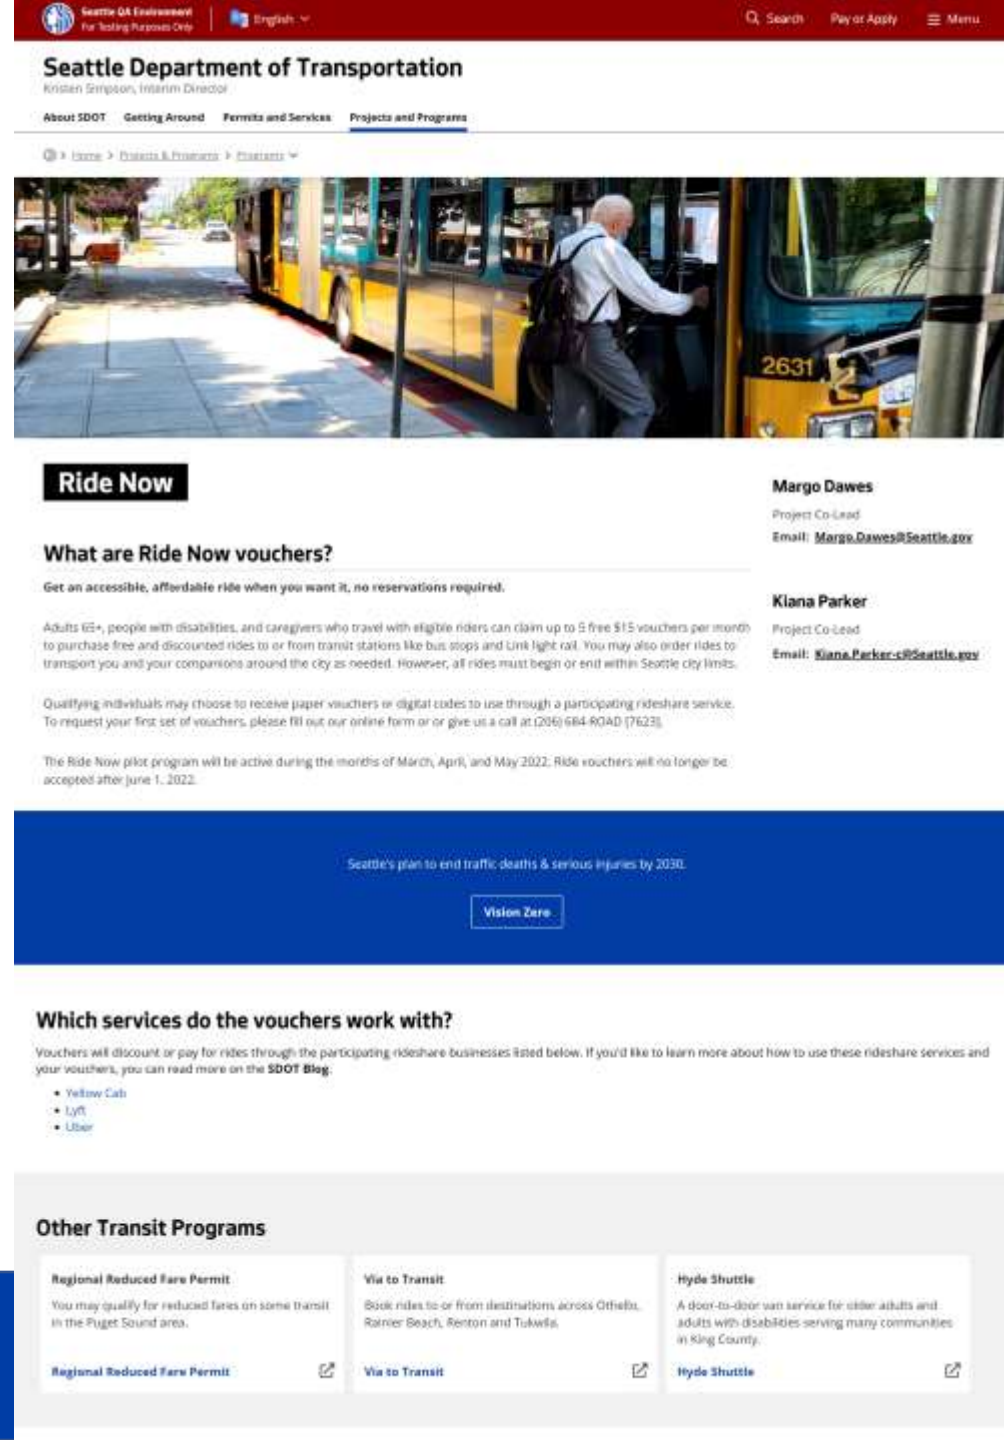 Seattle QA Environment
For Testing Purposes Only
English
Search
Pay or Apply
Menu
Seattle Department of Transportation
Kristen Simpson, Interim Director
About SDOT
Getting Around
Permits and Services
Projects and Programs
Home > Projects & Programs > Programs
2631
Ride Now
What are Ride Now vouchers?
Get an accessible, affordable ride when you want it, no reservations required.
Adults 65+, people with disabilities, and caregivers who travel with eligible riders can claim up to 5 free $15 vouchers per month
to purchase free and discounted rides to or from transit stations like bus stops and Link light rail. You may also order rides to
transport you and your companions around the city as needed. However, all rides must begin or end within Seattle city limits.
Qualifying individuals may choose to receive paper vouchers or digital codes to use through a participating rideshare service.
To request your first set of vouchers, please fill out our online form or or give us a call at (206) 684-ROAD [7623].
The Ride Now pilot program will be active during the months of March, April, and May 2022. Ride vouchers will no longer be
accepted after June 1, 2022.
Margo Dawes
Project Co-Lead
Email: Margo.Dawes@Seattle.gov
Kiana Parker
Project Co-Lead
Email: Kiana.Parker-c@Seattle.gov
Seattle's plan to end traffic deaths & serious injuries by 2030.
Vision Zero
Which services do the vouchers work with?
Vouchers will discount or pay for rides through the participating rideshare businesses listed below. If you'd like to learn more about how to use these rideshare services and
your vouchers, you can read more on the SDOT Blog.
• Yellow Cab
• Lyft
• Uber
Other Transit Programs
Regional Reduced Fare Permit
You may qualify for reduced fares on some transit
in the Puget Sound area.
Regional Reduced Fare Permit
Via to Transit
Book rides to or from destinations across Othello,
Rainier Beach, Renton and Tukwila.
Via to Transit
Hyde Shuttle
A door-to-door van service for older adults and
adults with disabilities serving many communities
in King County.
Hyde Shuttle